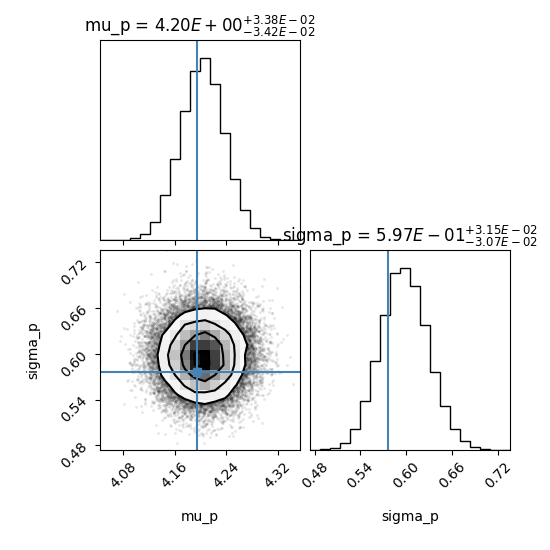 mu_p = 4.20E + 00+3.38E − 02 −3.42E − 02
sigma_p = 5.97E − 01+3.15E − 02 −3.07E − 02
0.72
0.66
0.60
0.54
0.48
sigma_p
4.08 4.16 4.24 4.32
0.48 0.54 0.60 0.66 0.72
mu_p
sigma_p